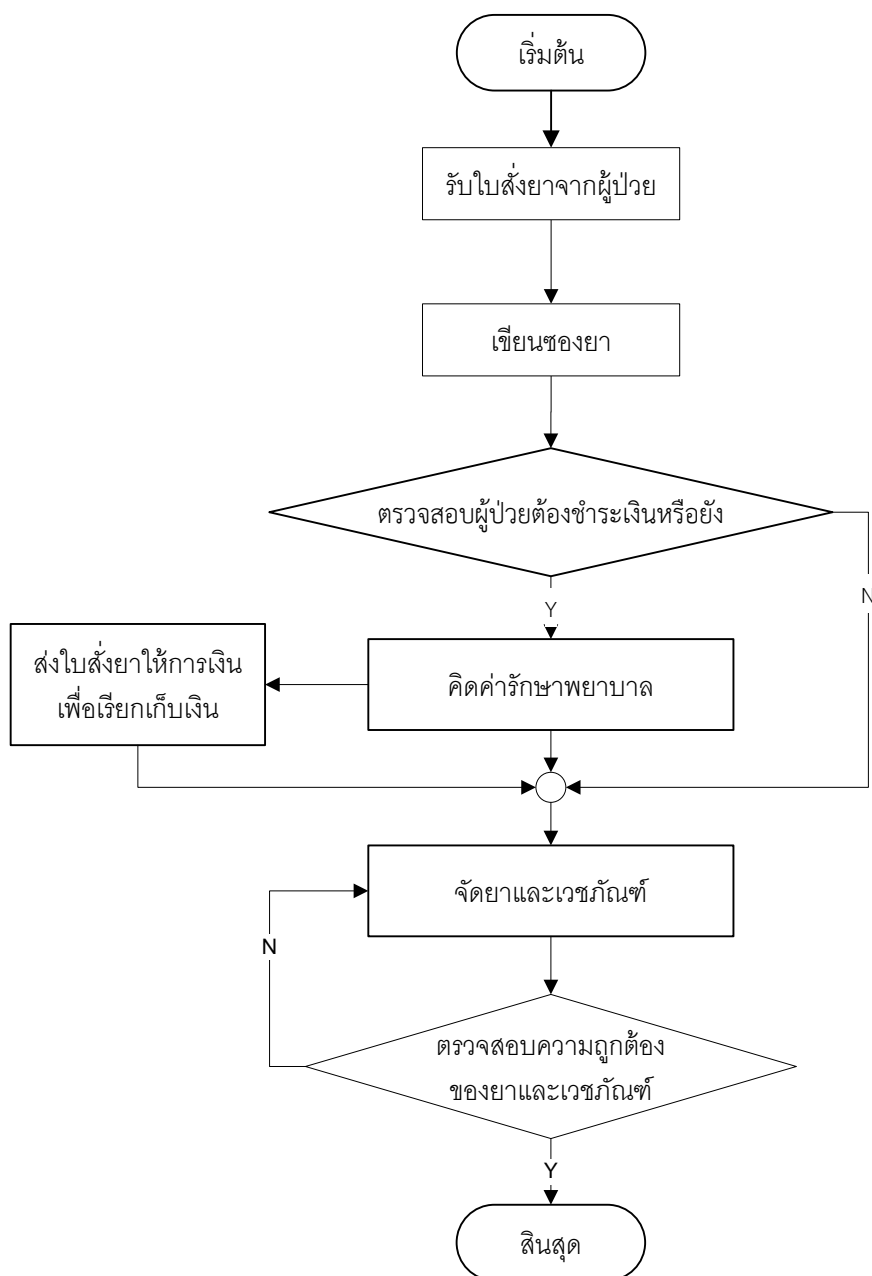 เริ่มต้น
รับใบสั่งยาจากผู้ป่วย
เขียนซองยา
ตรวจสอบผู้ป่วยต้องชำระเงินหรือยัง
N
Y
ส่งใบสั่งยาให้การเงิน
เพื่อเรียกเก็บเงิน
คิดค่ารักษาพยาบาล
จัดยาและเวชภัณฑ์
N
ตรวจสอบความถูกต้อง
ของยาและเวชภัณฑ์
Y
สินสุด